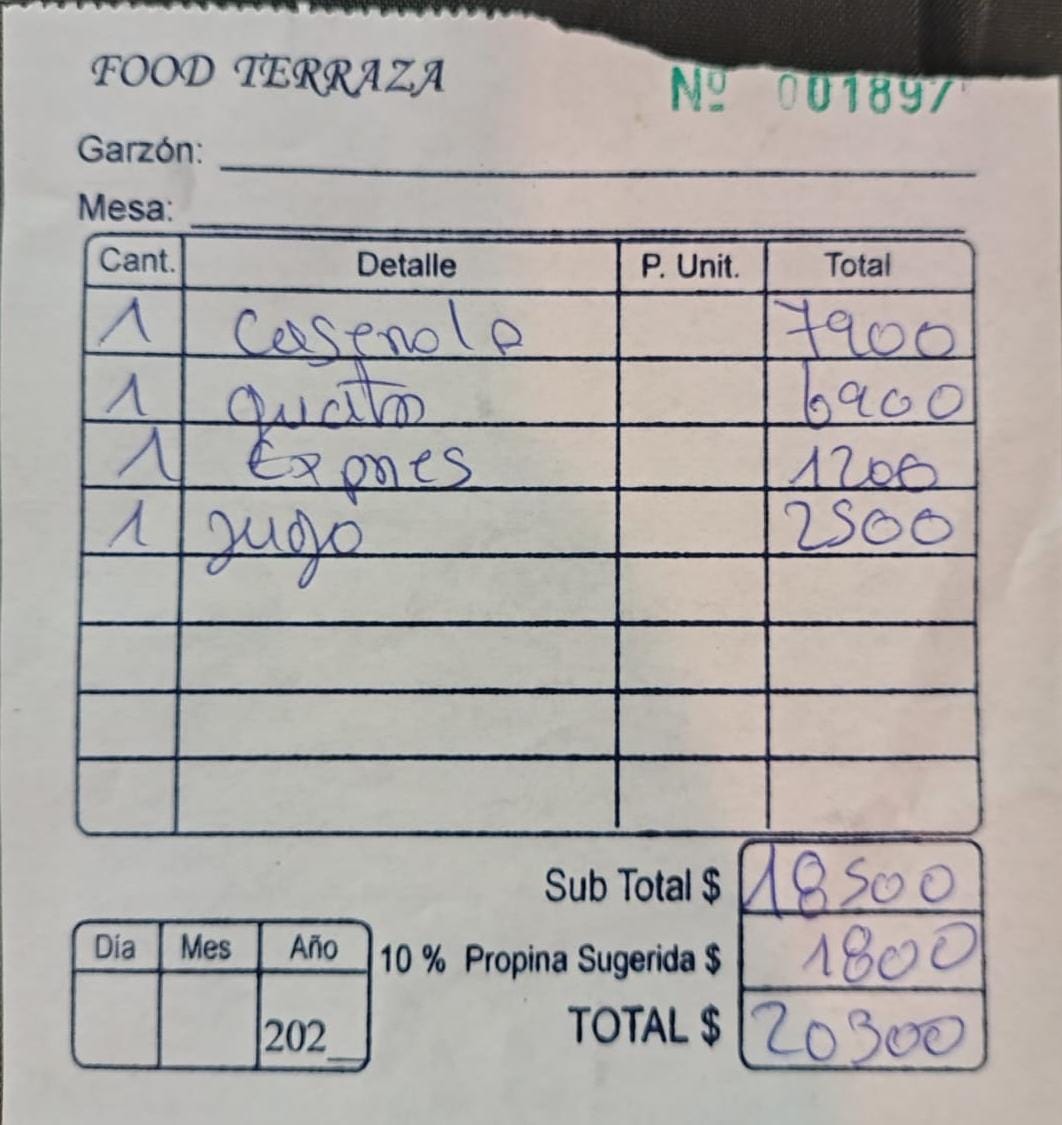 FOOD TERRAZA Nº 001897
Garzón:
Mesa:
Cant. Detalle P. Unit. Total
1 Caserola 7900
1 quatro 6900
1 Expres 1200
1 jugo 2500
Sub Total $ 18500
Día Mes Año 10 % Propina Sugerida $ 1800
202_ TOTAL $ 20300